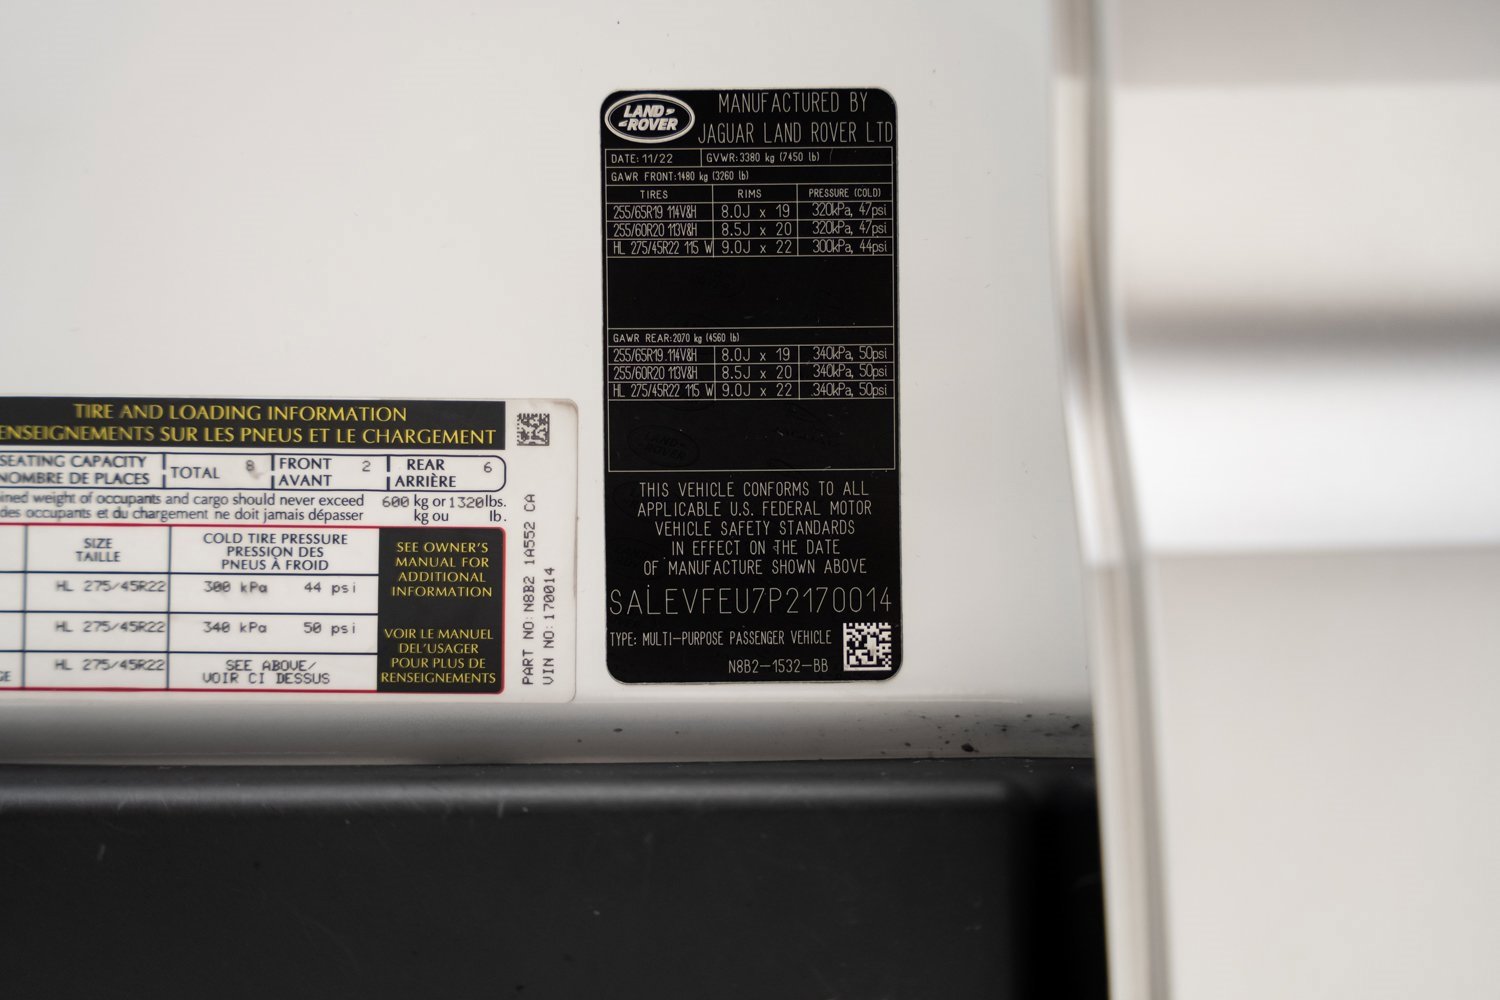 LAND ROVER
MANUFACTURED BY
JAGUAR LAND ROVER LTD
DATE: 11/22 GVWR:3380 kg (7450 lb)
GAWR FRONT:1480 kg (3260 lb)
TIRES RIMS PRESSURE (COLD)
255/65R19 114V&H 8.0J x 19 320kPa, 47psi
255/60R20 113V&H 8.5J x 20 320kPa, 47psi
HL 275/45R22 115 W 9.0J x 22 300kPa, 44psi
GAWR REAR:2070 kg (4560 lb)
255/65R19 114V&H 8.0J x 19 340kPa, 50psi
255/60R20 113V&H 8.5J x 20 340kPa, 50psi
HL 275/45R22 115 W 9.0J x 22 340kPa, 50psi
THIS VEHICLE CONFORMS TO ALL
APPLICABLE U.S. FEDERAL MOTOR
VEHICLE SAFETY STANDARDS
IN EFFECT ON THE DATE
OF MANUFACTURE SHOWN ABOVE
SALEVFEU7P2170014
TYPE: MULTI-PURPOSE PASSENGER VEHICLE
N8B2-1532-BB
TIRE AND LOADING INFORMATION
ENSEIGNEMENTS SUR LES PNEUS ET LE CHARGEMENT
SEATING CAPACITY
NOMBRE DE PLACES
TOTAL 8
FRONT 2
AVANT
REAR 6
ARRIÈRE
ined weight of occupants and cargo should never exceed 600 kg or 1320 lbs.
des occupants et du chargement ne doit jamais dépasser kg ou lb.
SIZE
TAILLE
COLD TIRE PRESSURE
PRESSION DES
PNEUS À FROID
HL 275/45R22 300 kPa 44 psi
HL 275/45R22 340 kPa 50 psi
HL 275/45R22 SEE ABOVE/
VOIR CI DESSUS
SEE OWNER'S
MANUAL FOR
ADDITIONAL
INFORMATION
VOIR LE MANUEL
DEL'USAGER
POUR PLUS DE
RENSEIGNEMENTS
PART NO: N8B2 1A552 CA
VIN NO: 170014